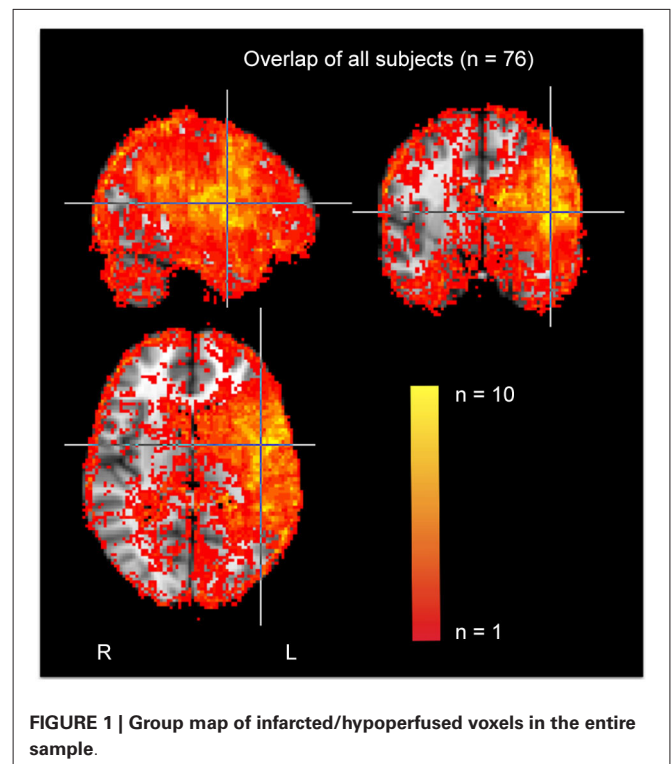 Overlap of all subjects (n = 76)
n = 10
n = 1
R
L
FIGURE 1 | Group map of infarcted/hypoperfused voxels in the entire
sample.